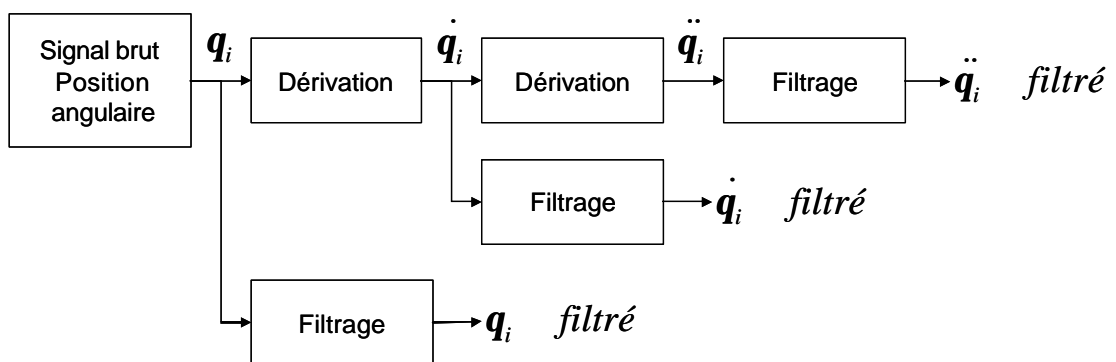 Signal brut
Position
angulaire
q_i
Dérivation
q̇_i
Dérivation
q̈_i
Filtrage
q̈_i filtré
Filtrage
q̇_i filtré
Filtrage
q_i filtré